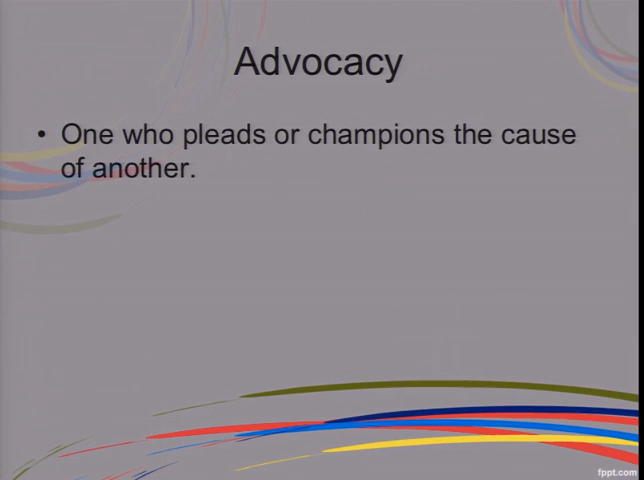 Advocacy
• One who pleads or champions the cause
of another.
fppt.com